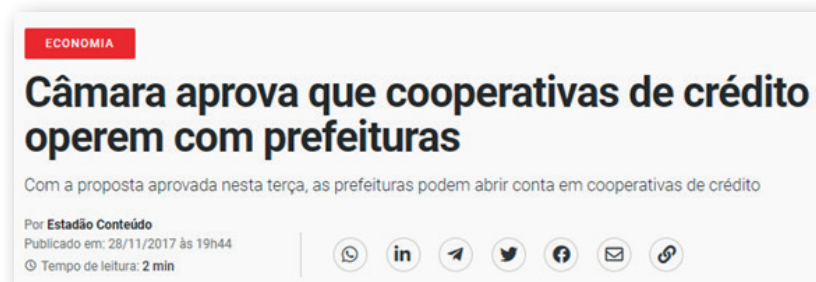 ECONOMIA
Câmara aprova que cooperativas de crédito
operem com prefeituras
Com a proposta aprovada nesta terça, as prefeituras podem abrir conta em cooperativas de crédito
Por Estadão Conteúdo
Publicado em: 28/11/2017 às 19h44
Tempo de leitura: 2 min